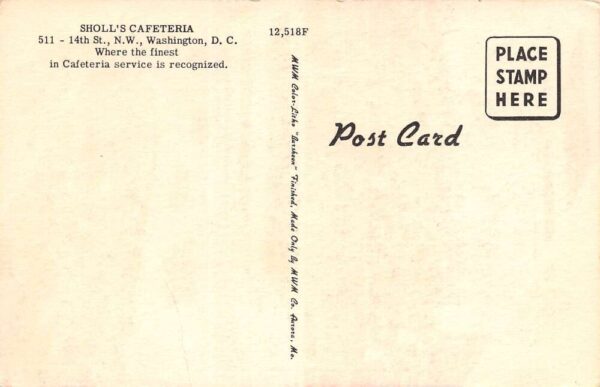 SHOLL'S CAFETERIA
511 - 14th St., N.W., Washington, D. C.
Where the finest
in Cafeteria service is recognized.
12,518F
MWM Color-Litho "Sursheen" Finished, Made Only by MWM Co. Aurora, Mo.
Post Card
PLACE
STAMP
HERE